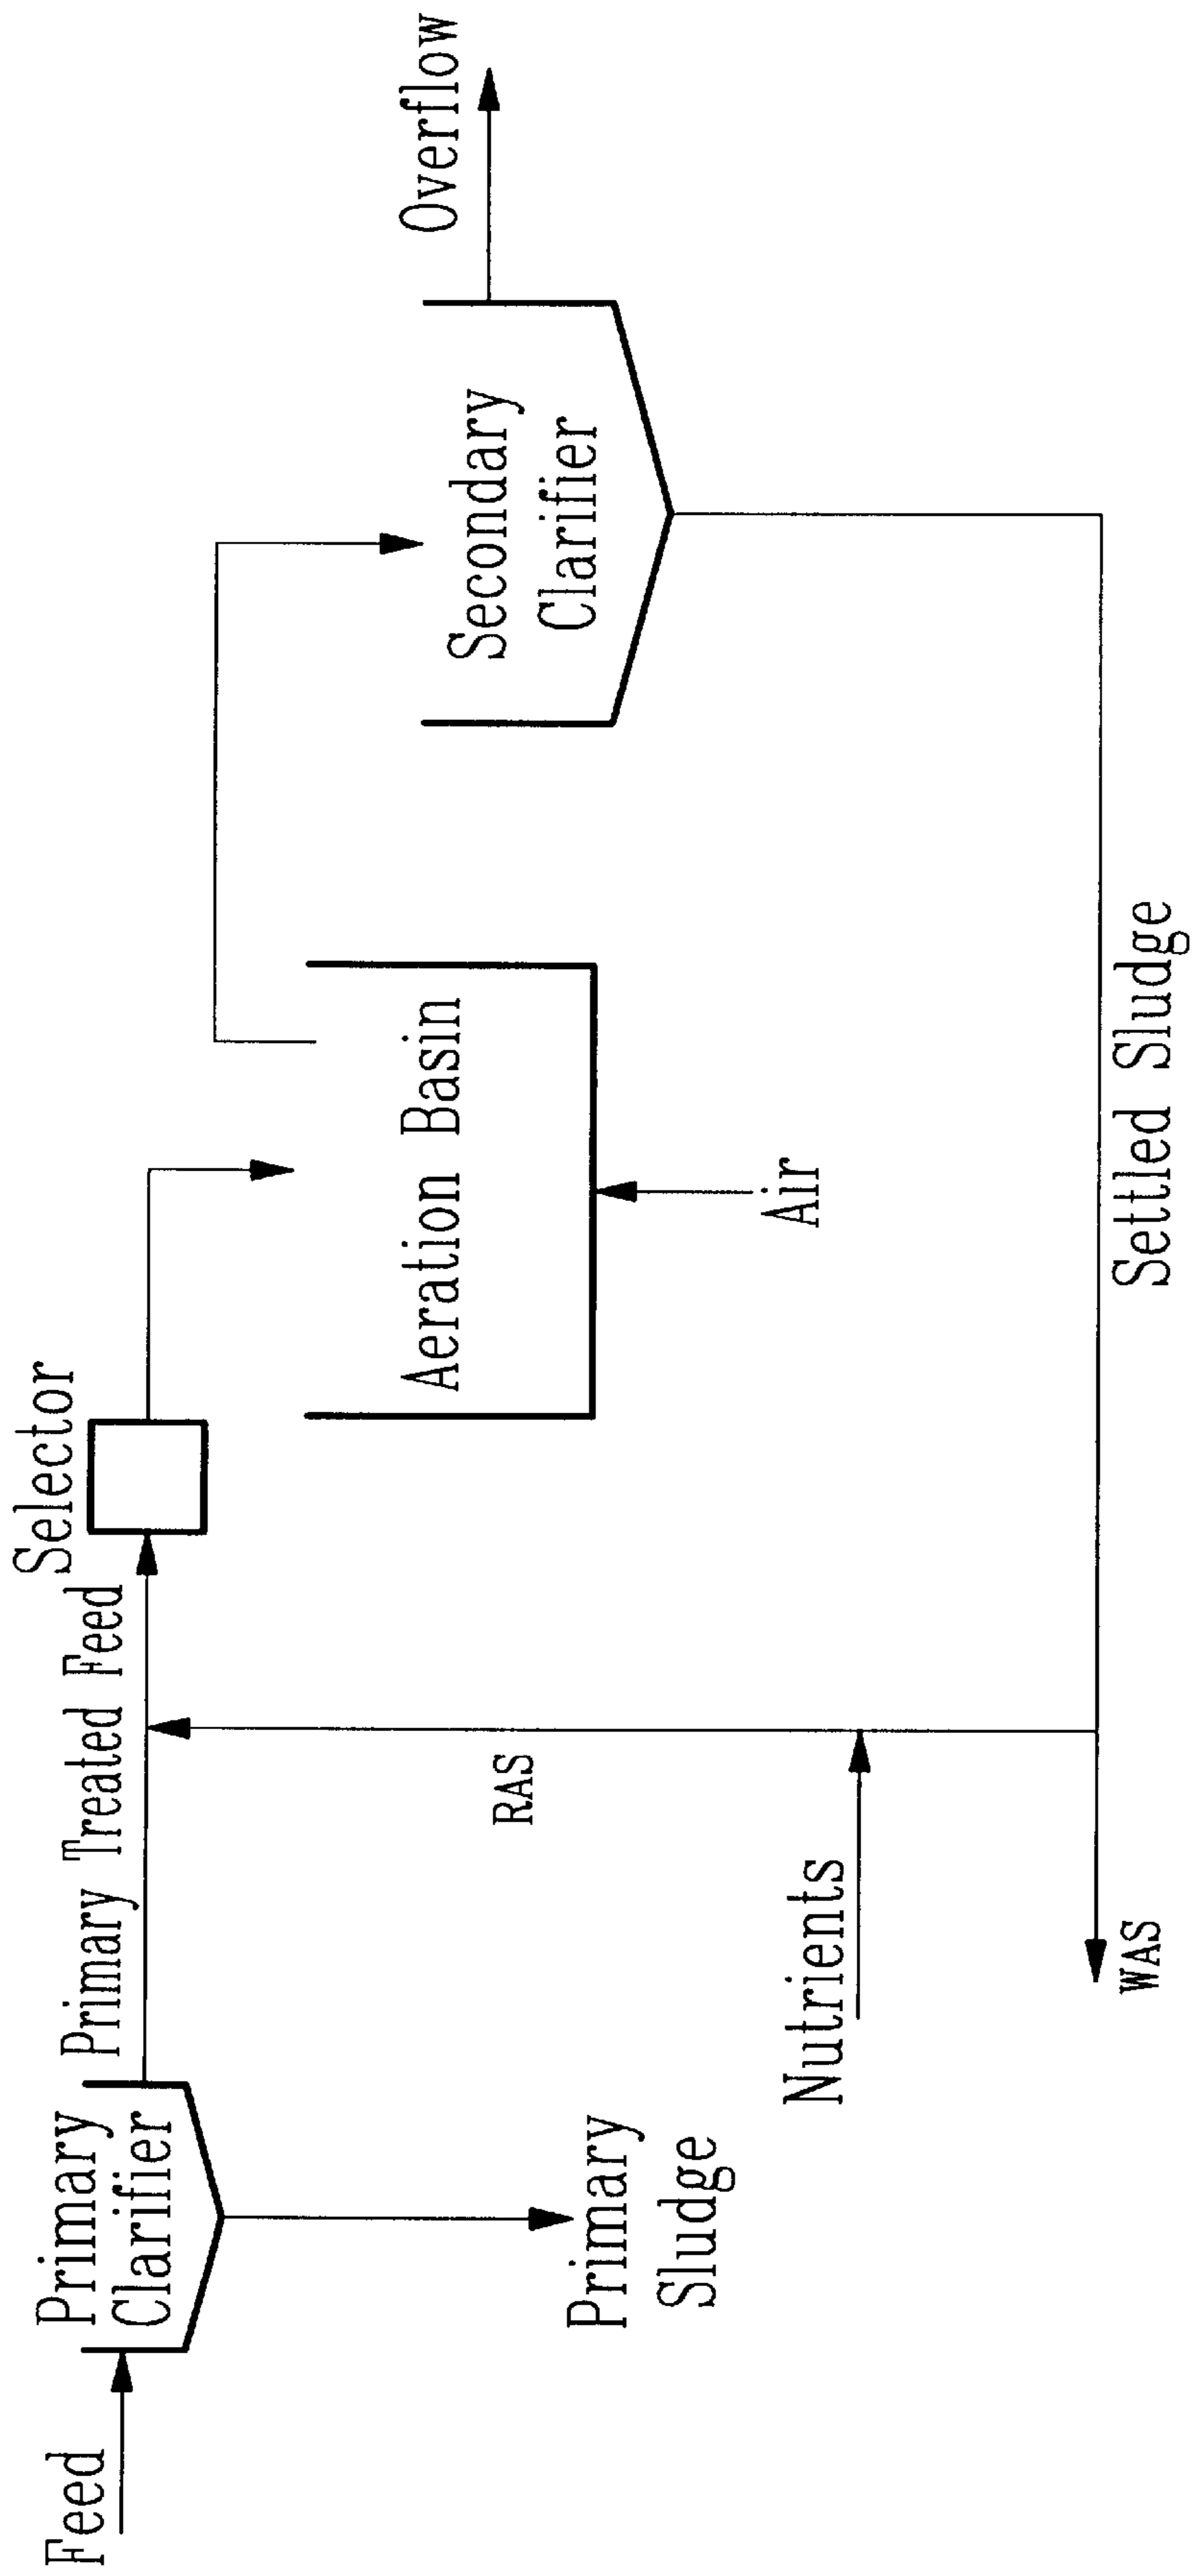 Feed
Primary
Clarifier
Primary Treated Feed
Selector
Primary
Sludge
Aeration Basin
Air
Secondary
Clarifier
Overflow
RAS
Nutrients
WAS
Settled Sludge